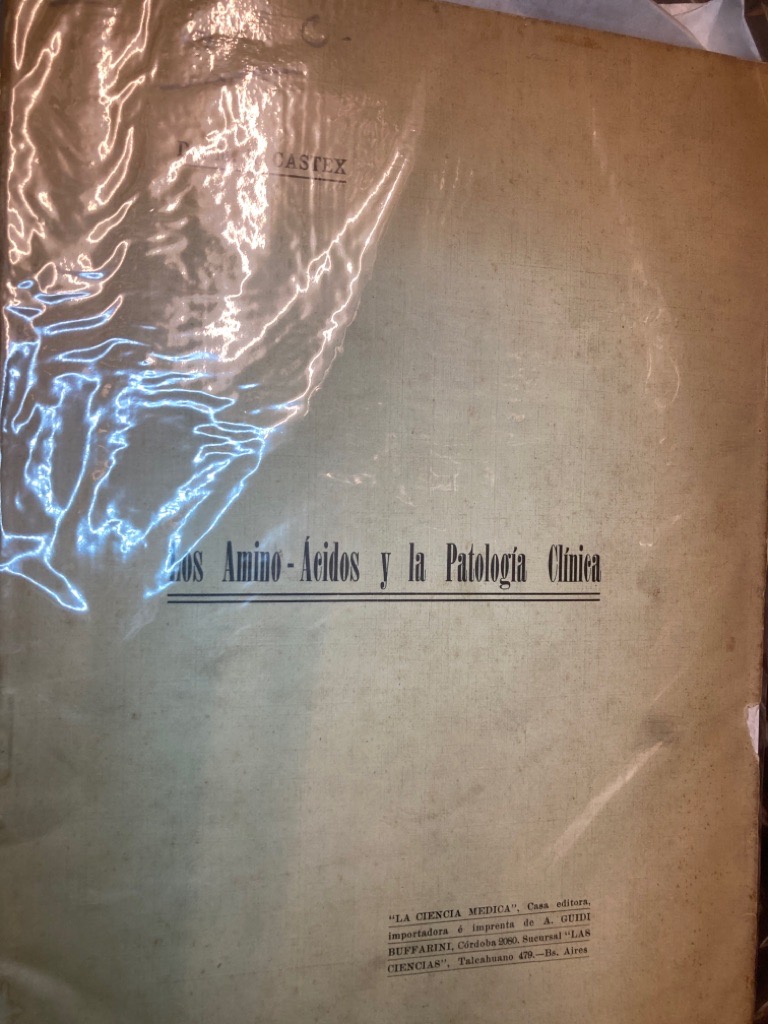 CASTEX
Los Amino-Ácidos y la Patología Clínica
“LA CIENCIA MEDICA”, Casa editora,
importadora é imprenta de A. GUIDI
BUFFARINI, Córdoba 2080. Sucursal “LAS
CIENCIAS”, Talcahuano 479.—Bs. Aires